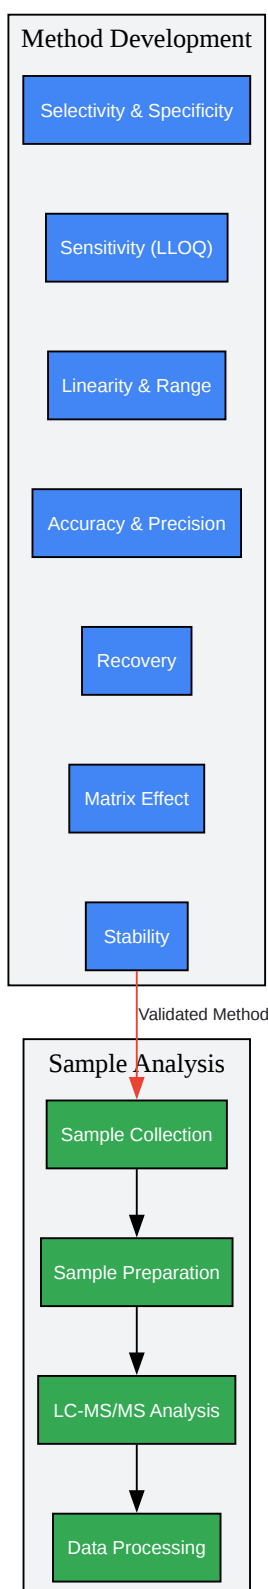 Method Development
Selectivity & Specificity
Sensitivity (LLOQ)
Linearity & Range
Accuracy & Precision
Recovery
Matrix Effect
Stability
Validated Method
Sample Analysis
Sample Collection
Sample Preparation
LC-MS/MS Analysis
Data Processing